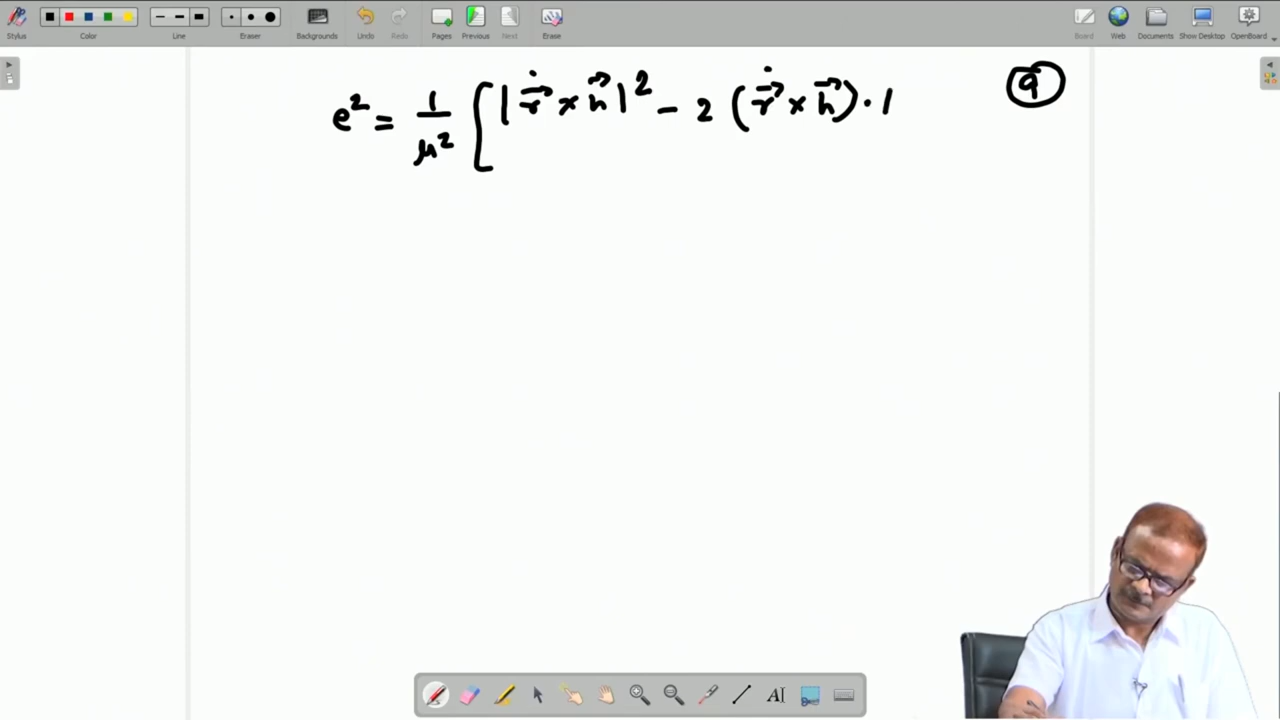 Stylus
Color
Line
Eraser
Backgrounds
Undo
Redo
Pages
Previous
Next
Erase
Board
Web
Documents
Show Desktop
OpenBoard
e² = 1/μ² [ |ṙ⃗ × h⃗|² - 2 (ṙ⃗ × h⃗) · 1
9
AI